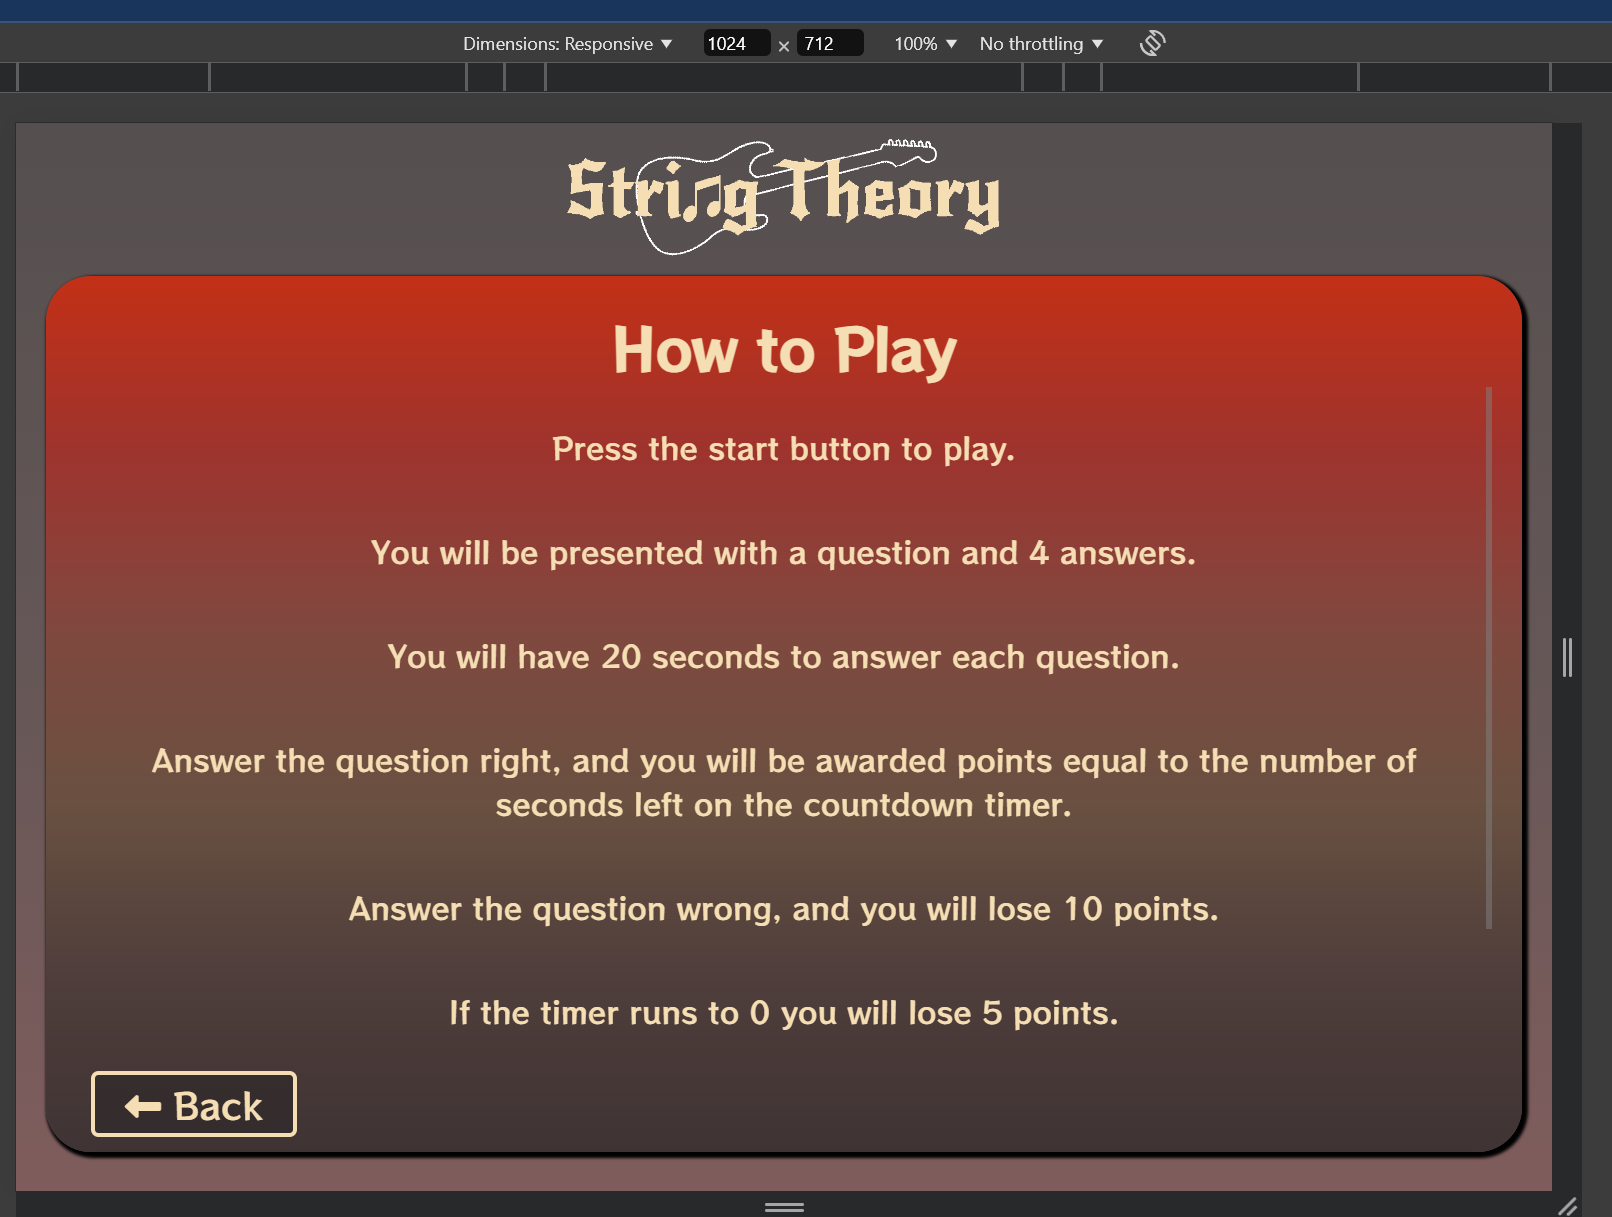 Dimensions: Responsive ▼ 1024 × 712 100% ▼ No throttling ▼
String Theory
How to Play
Press the start button to play.
You will be presented with a question and 4 answers.
You will have 20 seconds to answer each question.
Answer the question right, and you will be awarded points equal to the number of
seconds left on the countdown timer.
Answer the question wrong, and you will lose 10 points.
If the timer runs to 0 you will lose 5 points.
Back